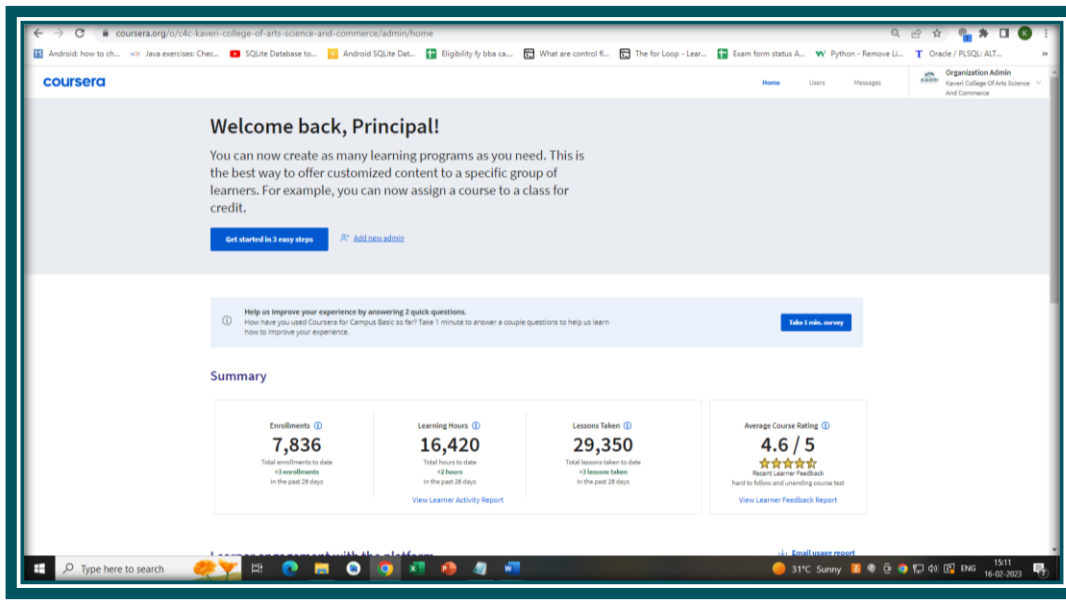 coursera.org/o/c4c-kaveri-college-of-arts-science-and-commerce/admin/home
K
Android: how to ch... Java exercises: Chec... SQLite Database to... Android SQLite Dat... Eligibility fy bba ca... What are control fl... The for Loop - Lear... Exam form status A... Python - Remove Li... Oracle / PLSQL: ALT... »
coursera
Home Users Messages
Organization Admin
Kaveri College Of Arts Science
And Commerce
Welcome back, Principal!
You can now create as many learning programs as you need. This is
the best way to offer customized content to a specific group of
learners. For example, you can now assign a course to a class for
credit.
Get started in 3 easy steps Add new admin
Help us improve your experience by answering 2 quick questions.
How have you used Coursera for Campus Basic so far? Take 1 minute to answer a couple questions to help us learn
how to improve your experience.
Take 1 min. survey
Summary
Enrollments
7,836
Total enrollments to date
+3 enrollments
in the past 28 days
Learning Hours
16,420
Total hours to date
+2 hours
in the past 28 days
View Learner Activity Report
Lessons Taken
29,350
Total lessons taken to date
+3 lessons taken
in the past 28 days
Average Course Rating
4.6 / 5
Recent Learner Feedback
hard to follow and unending course test
View Learner Feedback Report
Learner engagement with the platform
Email usage report
Type here to search
31°C Sunny
ENG
15:11
16-02-2023